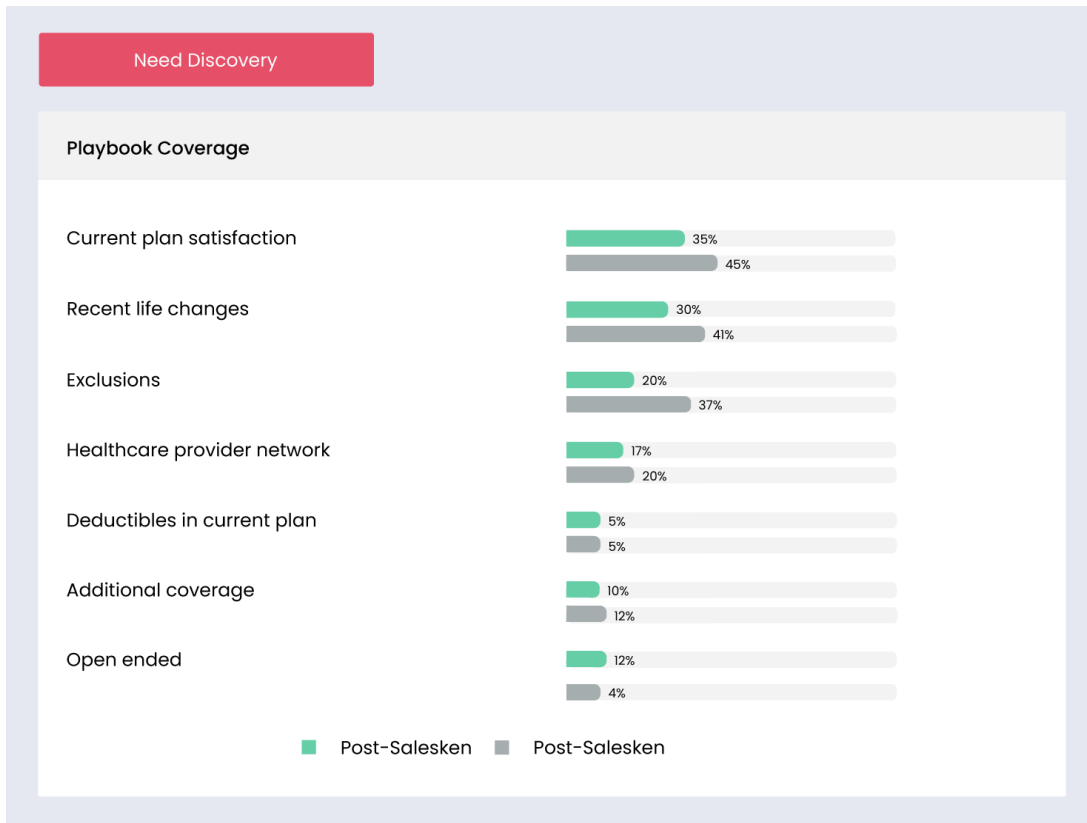 Need Discovery
Playbook Coverage
Current plan satisfaction
35%
45%
Recent life changes
30%
41%
Exclusions
20%
37%
Healthcare provider network
17%
20%
Deductibles in current plan
5%
5%
Additional coverage
10%
12%
Open ended
12%
4%
Post-Salesken Post-Salesken